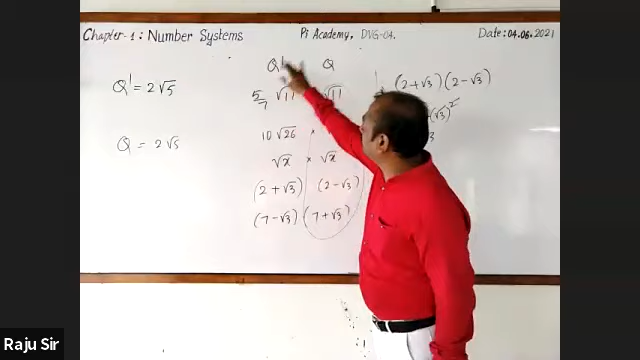 Chapter-1: Number Systems Pi Academy, DVG-04. Date: 04.06.2021
Q' Q
Q' = 2√5
5/7 √11 √11
(2+√3)(2-√3)
Q = 2√5
10√26 ×
√x × √x
(2+√3) (2-√3)
(7-√3) (7+√3)
Raju Sir